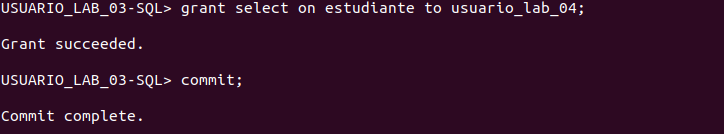 USUARIO_LAB_03-SQL> grant select on estudiante to usuario_lab_04;
Grant succeeded.
USUARIO_LAB_03-SQL> commit;
Commit complete.